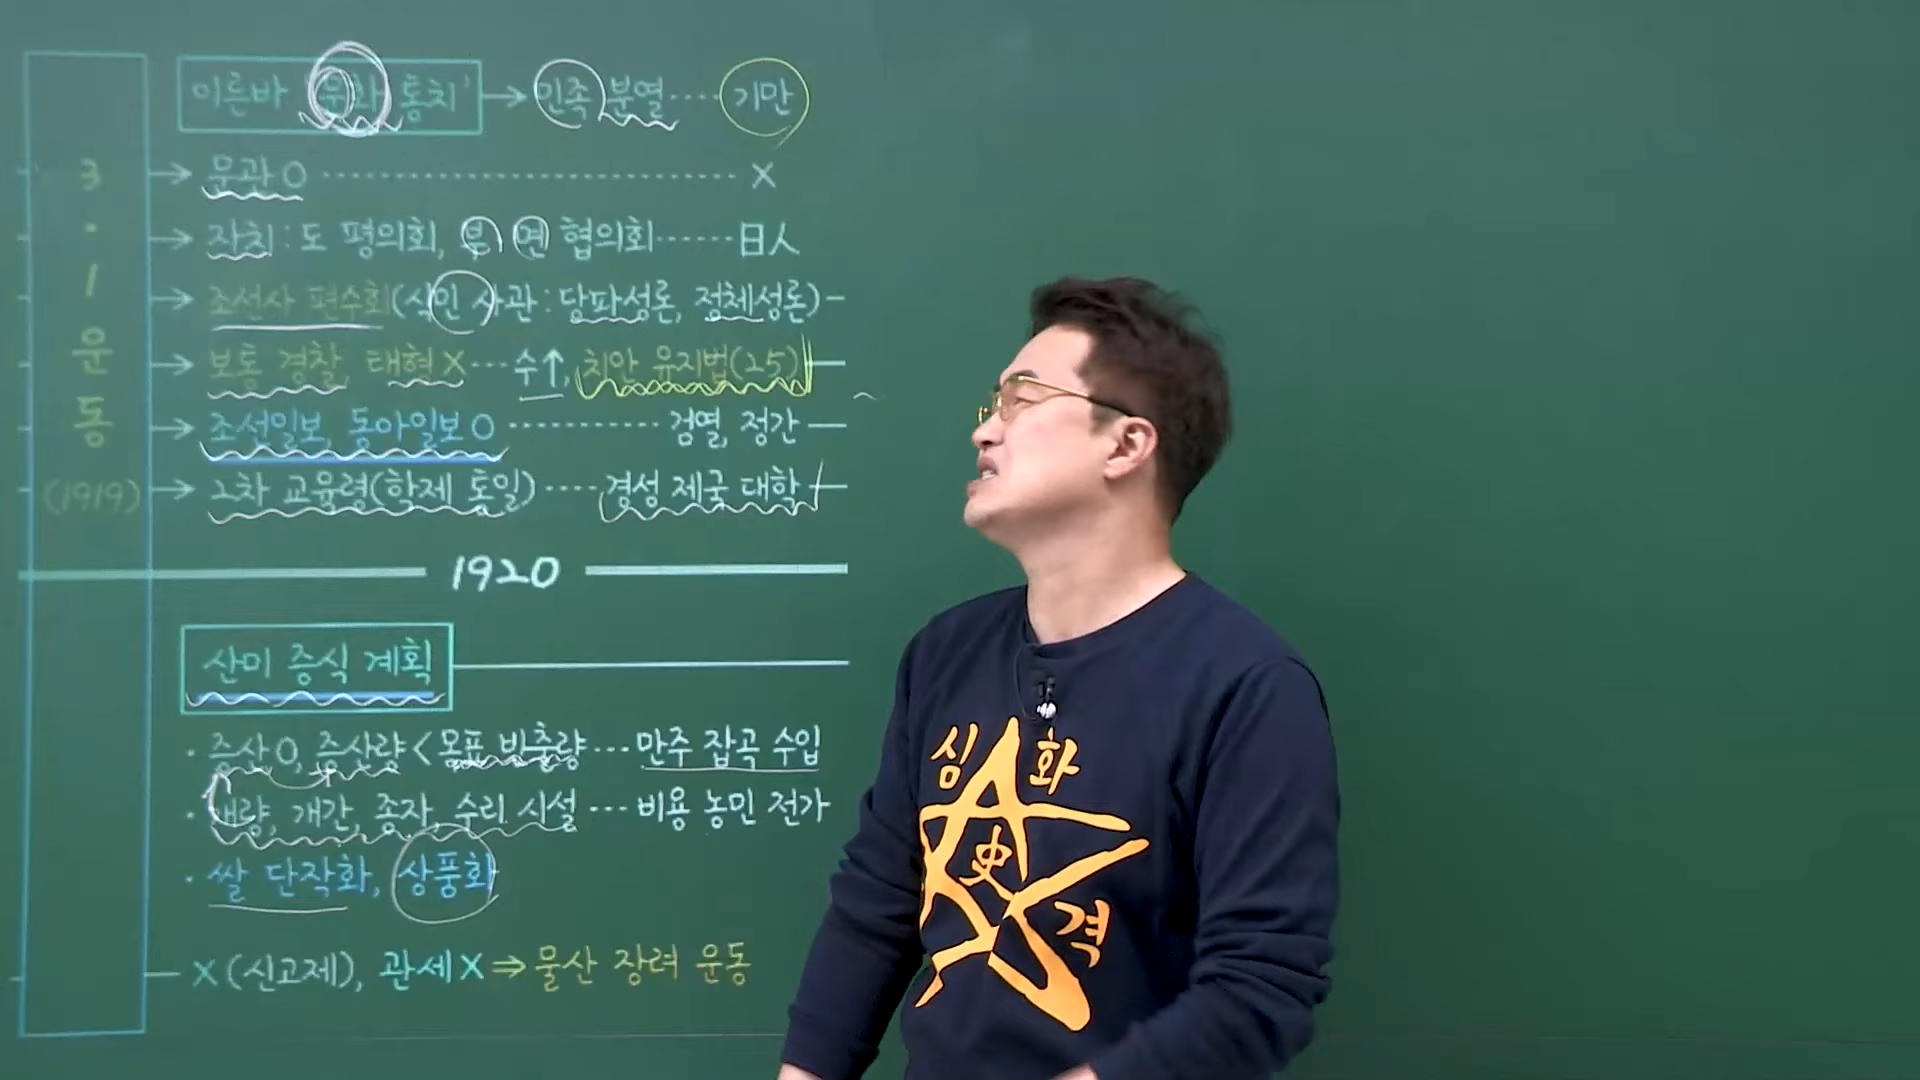 이른바 '문화 통치' → 민족 분열 ···· 기만
3 · 1 운동 (1919)
→ 문관 O ···· X
→ 자치 : 도 평의회, 부, 면 협의회 ···· 日人
→ 조선사 편수회(식민 사관 : 당파성론, 정체성론) –
→ 보통 경찰, 태형 X ··· 수↑, 치안 유지법(25) –
→ 조선일보, 동아일보 O ···· 검열, 정간 –
→ 2차 교육령(학제 통일) ···· 경성 제국 대학 –
1920
산미 증식 계획
· 증산 O, 증산량 < 목표 반출량 ··· 만주 잡곡 수입
· 개량, 개간, 종자, 수리 시설 ··· 비용 농민 전가
· 쌀 단작화, 상품화
– X (신고제), 관세 X ⇒ 물산 장려 운동
심화
史
격